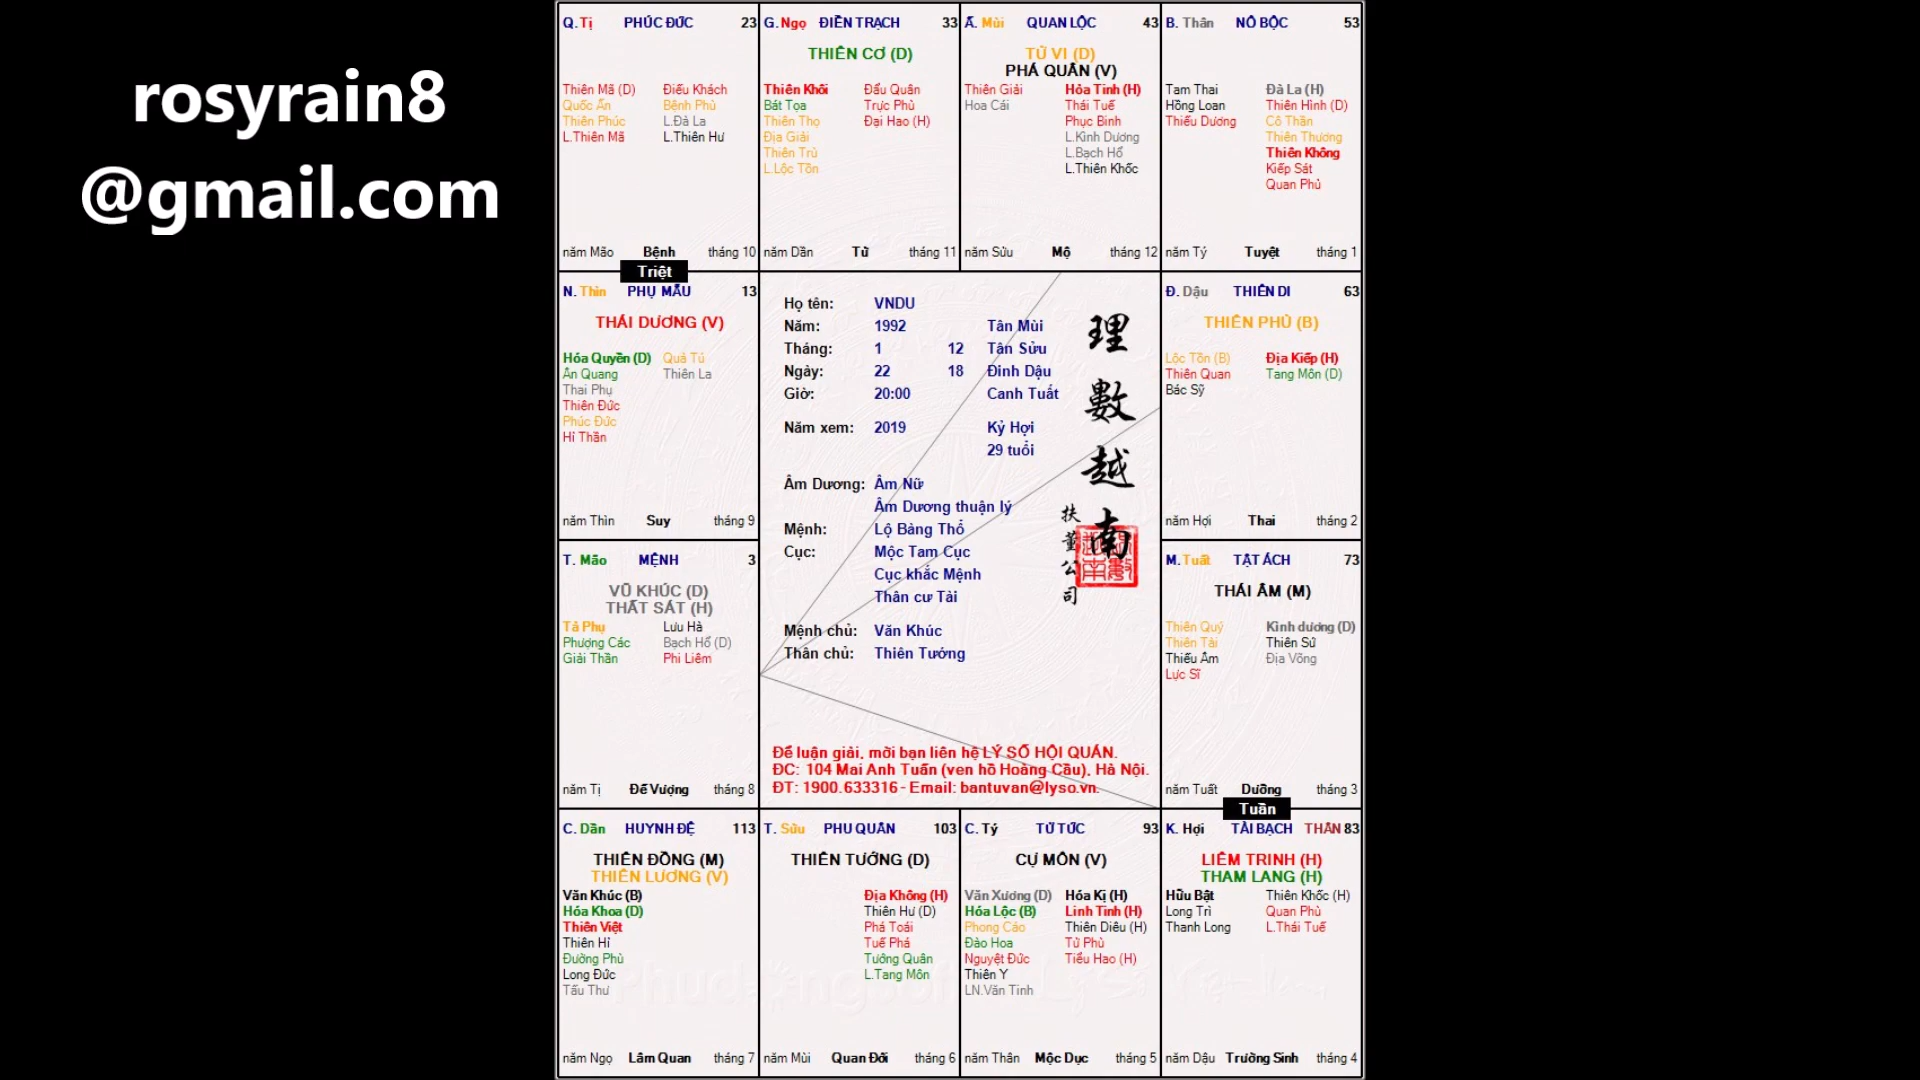 rosyrain8
@gmail.com
Q. Tị PHÚC ĐỨC 23
Thiên Mã (D) Điếu Khách
Quốc Ấn Bệnh Phù
Thiên Phúc L.Đà La
L.Thiên Mã L.Thiên Hư
năm Mão Bệnh tháng 10
G. Ngọ ĐIỀN TRẠCH 33
THIÊN CƠ (D)
Thiên Khôi Đẩu Quân
Bát Tọa Trực Phù
Thiên Thọ Đại Hao (H)
Địa Giải
Thiên Trù
L.Lộc Tồn
năm Dần Tử tháng 11
Ấ. Mùi QUAN LỘC 43
TỬ VI (D)
PHÁ QUÂN (V)
Thiên Giải Hỏa Tinh (H)
Hoa Cái Thái Tuế
Phục Binh
L.Kình Dương
L.Bạch Hổ
L.Thiên Khốc
năm Sửu Mộ tháng 12
B. Thân NÔ BỘC 53
Tam Thai Đà La (H)
Hồng Loan Thiên Hình (D)
Thiếu Dương Cô Thần
Thiên Thương
Thiên Không
Kiếp Sát
Quan Phủ
năm Tý Tuyệt tháng 1
Triệt
N. Thìn PHỤ MẪU 13
THÁI DƯƠNG (V)
Hóa Quyền (D) Quả Tú
Ân Quang Thiên La
Thai Phụ
Thiên Đức
Phúc Đức
Hỉ Thần
năm Thìn Suy tháng 9
Họ tên: VNDU
Năm: 1992 Tân Mùi
Tháng: 1 12 Tân Sửu
Ngày: 22 18 Đinh Dậu
Giờ: 20:00 Canh Tuất
Năm xem: 2019 Kỷ Hợi
29 tuổi
Âm Dương: Âm Nữ
Âm Dương thuận lý
Mệnh: Lộ Bàng Thổ
Cục: Mộc Tam Cục
Cục khắc Mệnh
Thân cư Tài
Mệnh chủ: Văn Khúc
Thân chủ: Thiên Tướng
理數越南
扶董公司
Để luận giải, mời bạn liên hệ LÝ SỐ HỘI QUÁN.
ĐC: 104 Mai Anh Tuấn (ven hồ Hoàng Cầu), Hà Nội.
ĐT: 1900.633316 - Email: bantuvan@lyso.vn.
Đ. Dậu THIÊN DI 63
THIÊN PHỦ (B)
Lộc Tồn (B) Địa Kiếp (H)
Thiên Quan Tang Môn (D)
Bác Sỹ
năm Hợi Thai tháng 2
T. Mão MỆNH 3
VŨ KHÚC (D)
THẤT SÁT (H)
Tả Phụ Lưu Hà
Phượng Các Bạch Hổ (D)
Giải Thần Phi Liêm
năm Tị Đế Vượng tháng 8
M. Tuất TẬT ÁCH 73
THÁI ÂM (M)
Thiên Quý Kình dương (D)
Thiên Tài Thiên Sứ
Thiếu Âm Địa Võng
Lực Sĩ
năm Tuất Dưỡng tháng 3
Tuần
C. Dần HUYNH ĐỆ 113
THIÊN ĐỒNG (M)
THIÊN LƯƠNG (V)
Văn Khúc (B)
Hóa Khoa (D)
Thiên Việt
Thiên Hỉ
Đường Phù
Long Đức
Tấu Thư
năm Ngọ Lâm Quan tháng 7
T. Sửu PHU QUÂN 103
THIÊN TƯỚNG (D)
Địa Không (H)
Thiên Hư (D)
Phá Toái
Tuế Phá
Tướng Quân
L.Tang Môn
năm Mùi Quan Đới tháng 6
C. Tý TỬ TỨC 93
CỰ MÔN (V)
Văn Xương (D) Hóa Kị (H)
Hóa Lộc (B) Linh Tinh (H)
Phong Cáo Thiên Diêu (H)
Đào Hoa Tử Phù
Nguyệt Đức Tiểu Hao (H)
Thiên Y
LN.Văn Tinh
năm Thân Mộc Dục tháng 5
K. Hợi TÀI BẠCH THÂN 83
LIÊM TRINH (H)
THAM LANG (H)
Hữu Bật Thiên Khốc (H)
Long Trì Quan Phù
Thanh Long L.Thái Tuế
năm Dậu Trường Sinh tháng 4